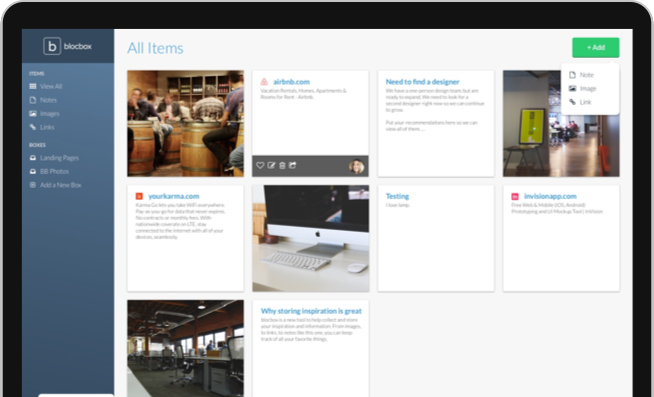 b blocbox
All Items
+ Add
ITEMS
View All
Notes
Images
Links
BOXES
Landing Pages
BB Photos
Add a New Box
airbnb.com
Vacation Rentals, Homes, Apartments &
Rooms for Rent - Airbnb.
Need to find a designer
We have a one person design team, but are
ready to expand! We need to look for a
second designer right now so we can continue
to grow.
Put your recommendations here so we can
view all of them....
Note
Image
Link
yourkarma.com
Karma Go lets you take WiFi everywhere.
Pay as you go for data that never expires.
No contracts or monthly fees. With
nationwide coverage on LTE, stay
connected to the internet with all of your
devices, seamlessly.
Testing
I love
invisionapp.com
Free Web & Mobile (iOS, Android)
Prototyping and UI Mockup Tool | InVision
Why storing inspiration is great
blocbox is a new tool to help collect and store
your inspiration and information. From images,
to links, to notes like this one, you can keep
track of all your favorite things.